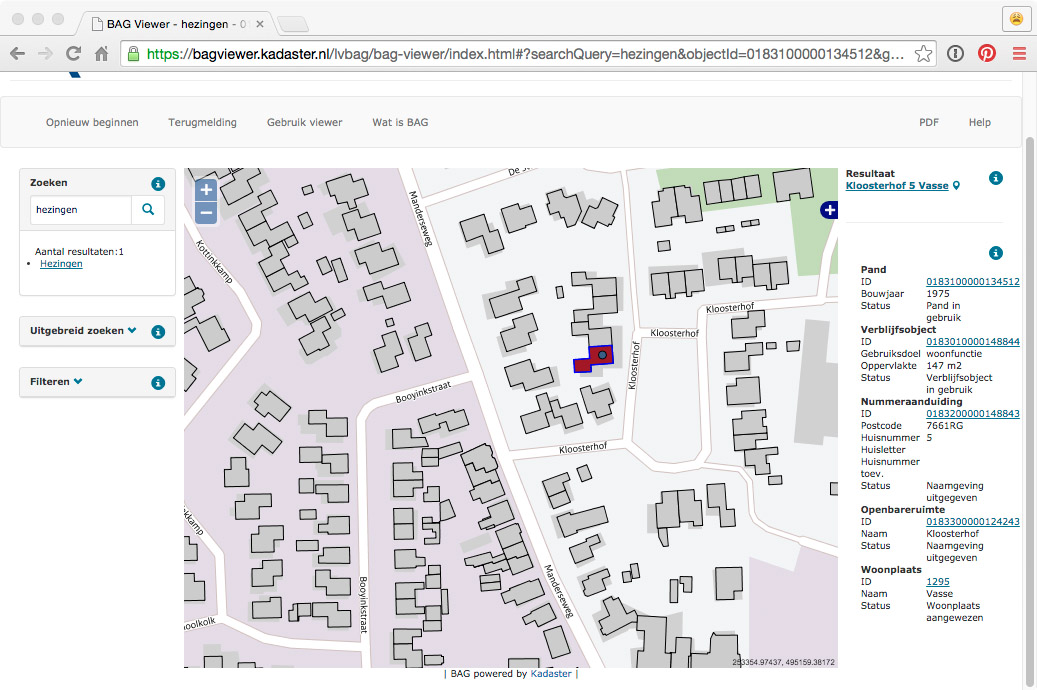 BAG Viewer - hezingen - 0
https://bagviewer.kadaster.nl/lvbag/bag-viewer/index.html#?searchQuery=hezingen&objectId=0183100000134512&g...
Opnieuw beginnen Terugmelding Gebruik viewer Wat is BAG PDF Help
Zoeken
hezingen
Aantal resultaten:1
Hezingen
Uitgebreid zoeken
Filteren
+
−
De
Manderseweg
Kottinkkamp
Kloosterhof
Kloosterhof
Kloosterhof
Booyinkstraat
Kloosterhof
Manderseweg
Booyinkstraat
kkamp
oolkolk
253354.97437, 495159.38172
| BAG powered by Kadaster |
Resultaat
Kloosterhof 5 Vasse
Pand
ID 0183100000134512
Bouwjaar 1975
Status Pand in
gebruik
Verblijfsobject
ID 0183010000148844
Gebruiksdoel woonfunctie
Oppervlakte 147 m2
Status Verblijfsobject
in gebruik
Nummeraanduiding
ID 0183200000148843
Postcode 7661RG
Huisnummer 5
Huisletter
Huisnummer
toev.
Status Naamgeving
uitgegeven
Openbareruimte
ID 0183300000124243
Naam Kloosterhof
Status Naamgeving
uitgegeven
Woonplaats
ID 1295
Naam Vasse
Status Woonplaats
aangewezen